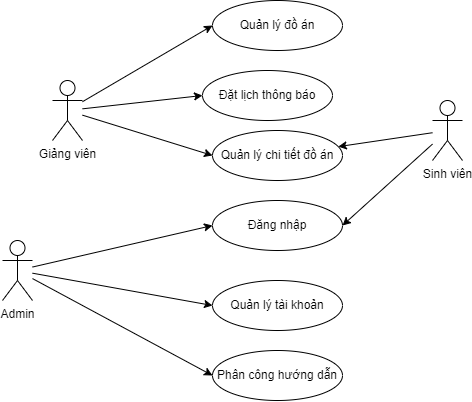 Quản lý đồ án
Đặt lịch thông báo
Giảng viên
Quản lý chi tiết đồ án
Sinh viên
Đăng nhập
Admin
Quản lý tài khoản
Phân công hướng dẫn